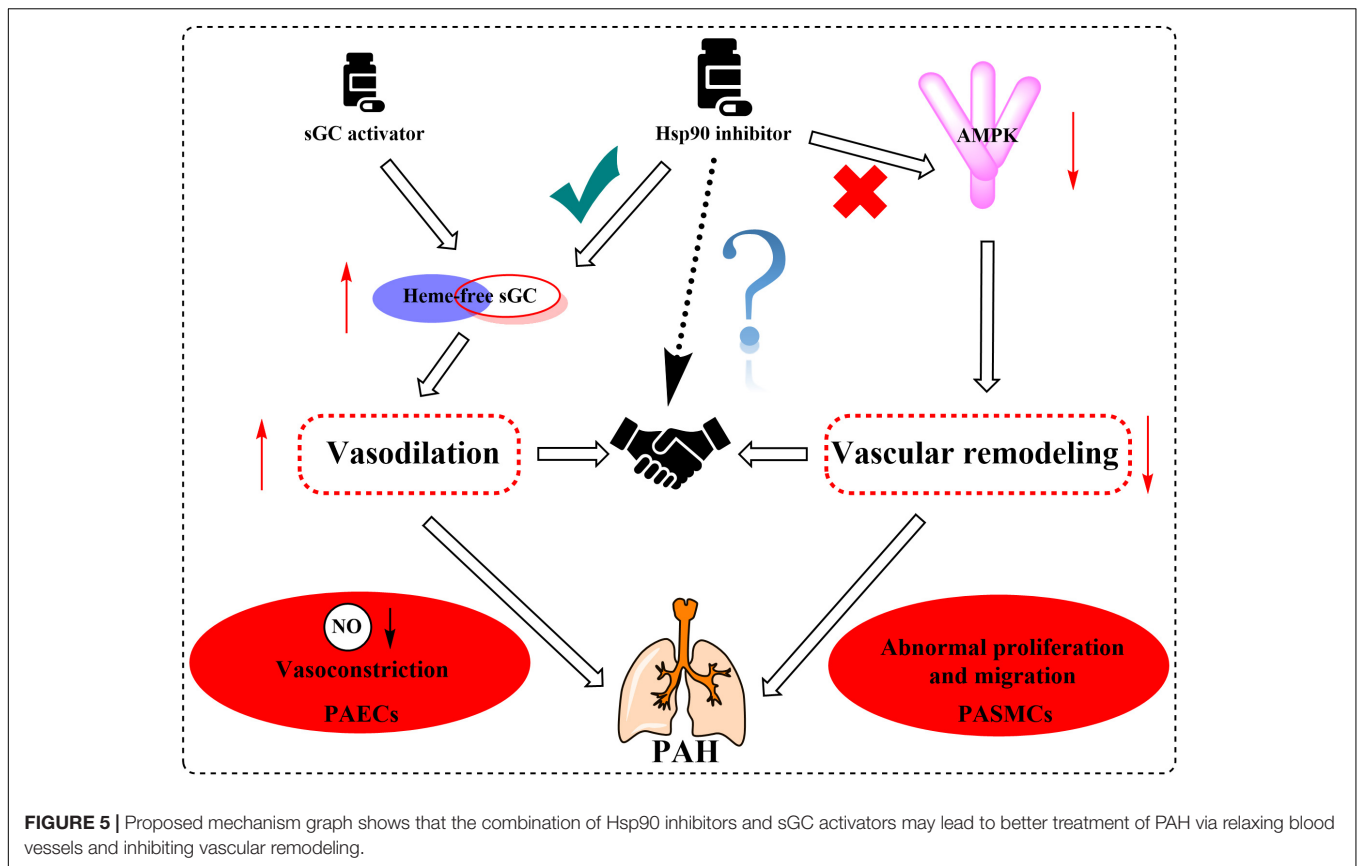 sGC activator
Hsp90 inhibitor
AMPK
?
Heme-free sGC
Vasodilation
Vascular remodeling
NO
Vasoconstriction
PAECs
Abnormal proliferation
and migration
PASMCs
PAH
FIGURE 5 | Proposed mechanism graph shows that the combination of Hsp90 inhibitors and sGC activators may lead to better treatment of PAH via relaxing blood
vessels and inhibiting vascular remodeling.